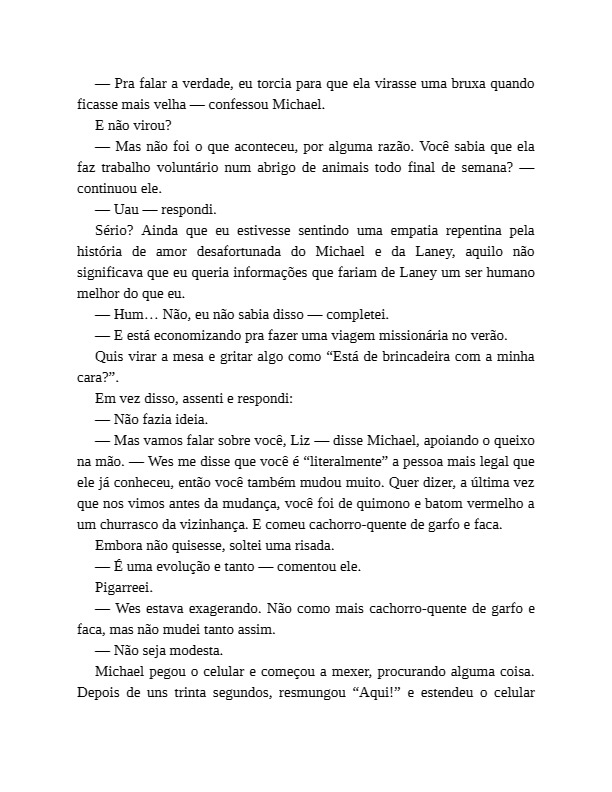 — Pra falar a verdade, eu torcia para que ela virasse uma bruxa quando
ficasse mais velha — confessou Michael.
E não virou?
— Mas não foi o que aconteceu, por alguma razão. Você sabia que ela
faz trabalho voluntário num abrigo de animais todo final de semana? —
continuou ele.
— Uau — respondi.
Sério? Ainda que eu estivesse sentindo uma empatia repentina pela
história de amor desafortunada do Michael e da Laney, aquilo não
significava que eu queria informações que fariam de Laney um ser humano
melhor do que eu.
— Hum… Não, eu não sabia disso — completei.
— E está economizando pra fazer uma viagem missionária no verão.
Quis virar a mesa e gritar algo como “Está de brincadeira com a minha
cara?”.
Em vez disso, assenti e respondi:
— Não fazia ideia.
— Mas vamos falar sobre você, Liz — disse Michael, apoiando o queixo
na mão. — Wes me disse que você é “literalmente” a pessoa mais legal que
ele já conheceu, então você também mudou muito. Quer dizer, a última vez
que nos vimos antes da mudança, você foi de quimono e batom vermelho a
um churrasco da vizinhança. E comeu cachorro-quente de garfo e faca.
Embora não quisesse, soltei uma risada.
— É uma evolução e tanto — comentou ele.
Pigarreei.
— Wes estava exagerando. Não como mais cachorro-quente de garfo e
faca, mas não mudei tanto assim.
— Não seja modesta.
Michael pegou o celular e começou a mexer, procurando alguma coisa.
Depois de uns trinta segundos, resmungou “Aqui!” e estendeu o celular